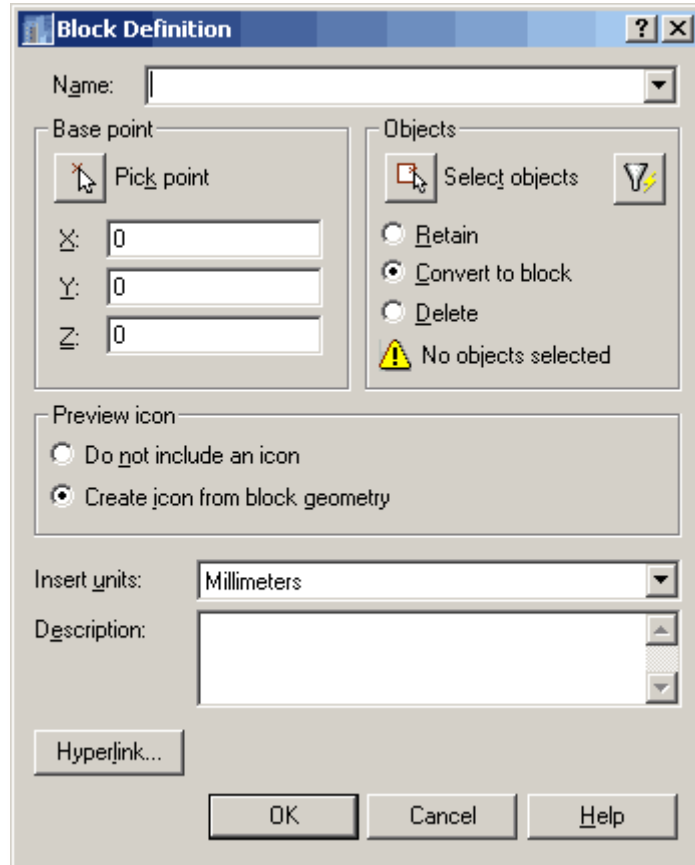 Block Definition
Name:
Base point
Pick point
X: 0
Y: 0
Z: 0
Objects
Select objects
Retain
Convert to block
Delete
No objects selected
Preview icon
Do not include an icon
Create icon from block geometry
Insert units: Millimeters
Description:
Hyperlink...
OK Cancel Help